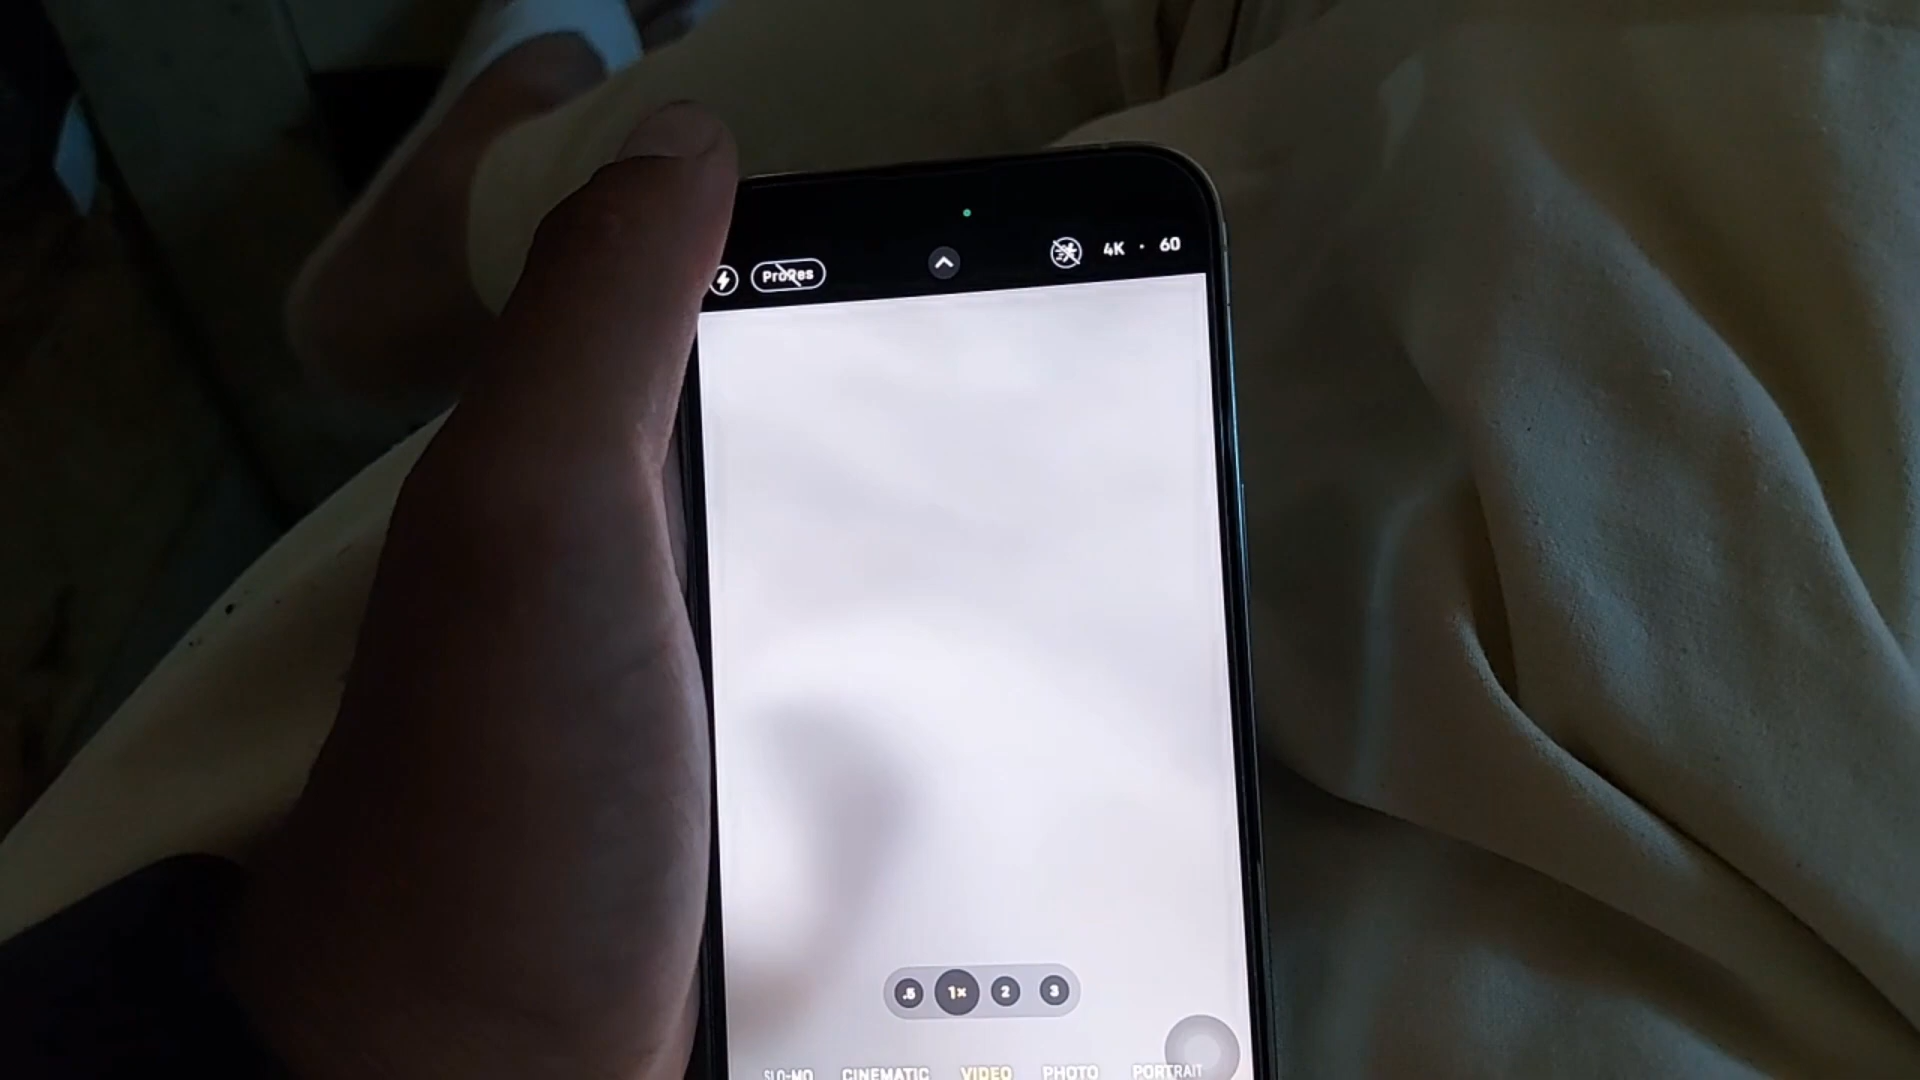 ProRes 4K · 60
.5 1× 2 3
SLO-MO CINEMATIC VIDEO PHOTO PORTRAIT